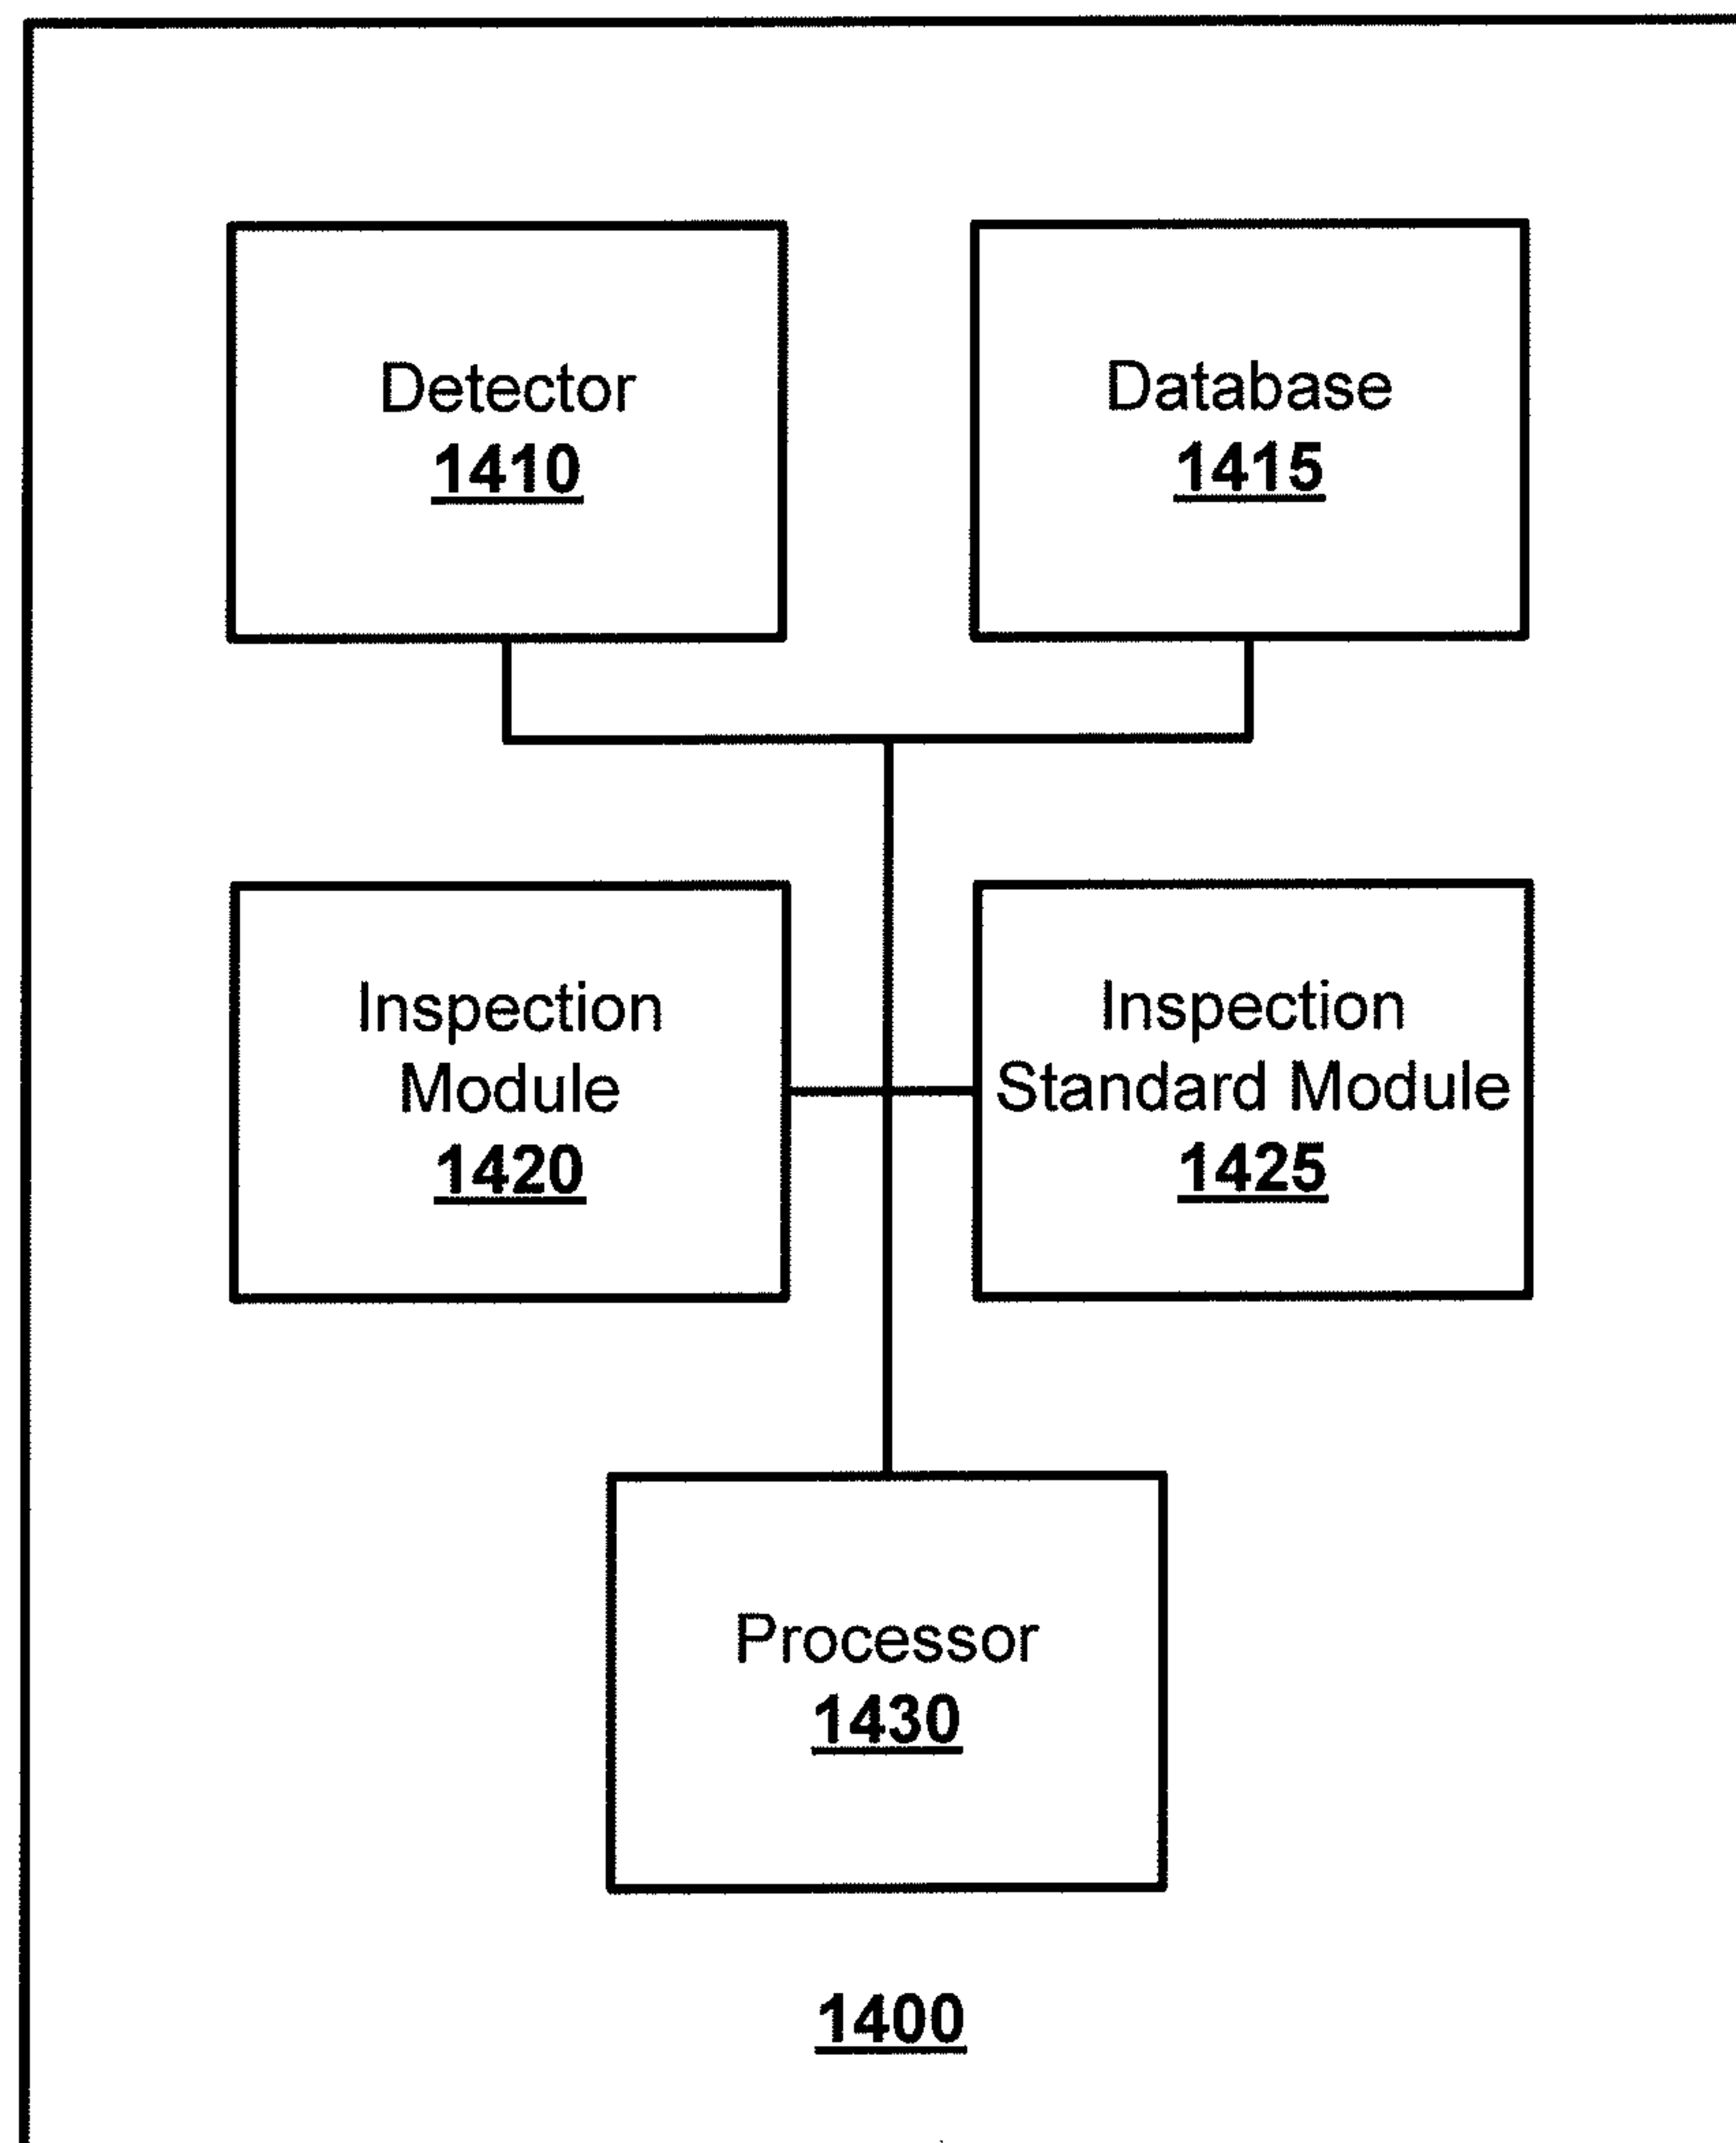 Detector
1410
Database
1415
Inspection
Module
1420
Inspection
Standard Module
1425
Processor
1430
1400